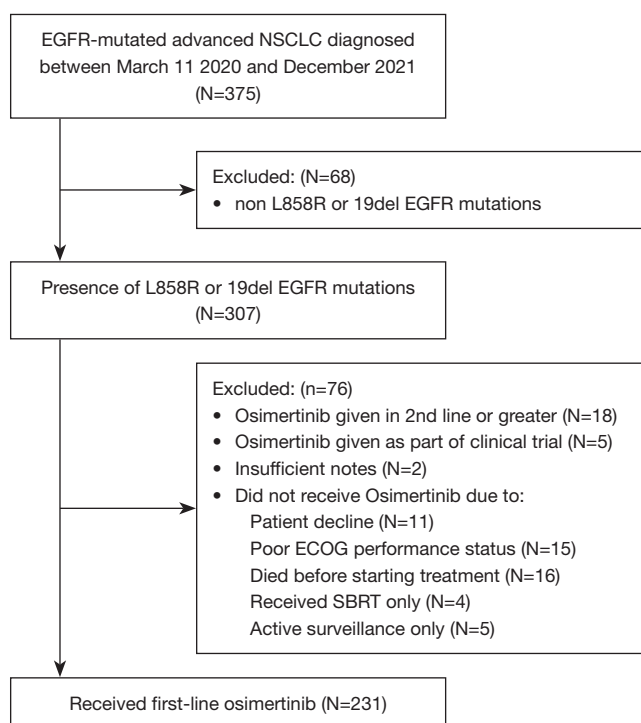 EGFR-mutated advanced NSCLC diagnosed
between March 11 2020 and December 2021
(N=375)
Excluded: (N=68)
• non L858R or 19del EGFR mutations
Presence of L858R or 19del EGFR mutations
(N=307)
Excluded: (n=76)
• Osimertinib given in 2nd line or greater (N=18)
• Osimertinib given as part of clinical trial (N=5)
• Insufficient notes (N=2)
• Did not receive Osimertinib due to:
Patient decline (N=11)
Poor ECOG performance status (N=15)
Died before starting treatment (N=16)
Received SBRT only (N=4)
Active surveillance only (N=5)
Received first-line osimertinib (N=231)